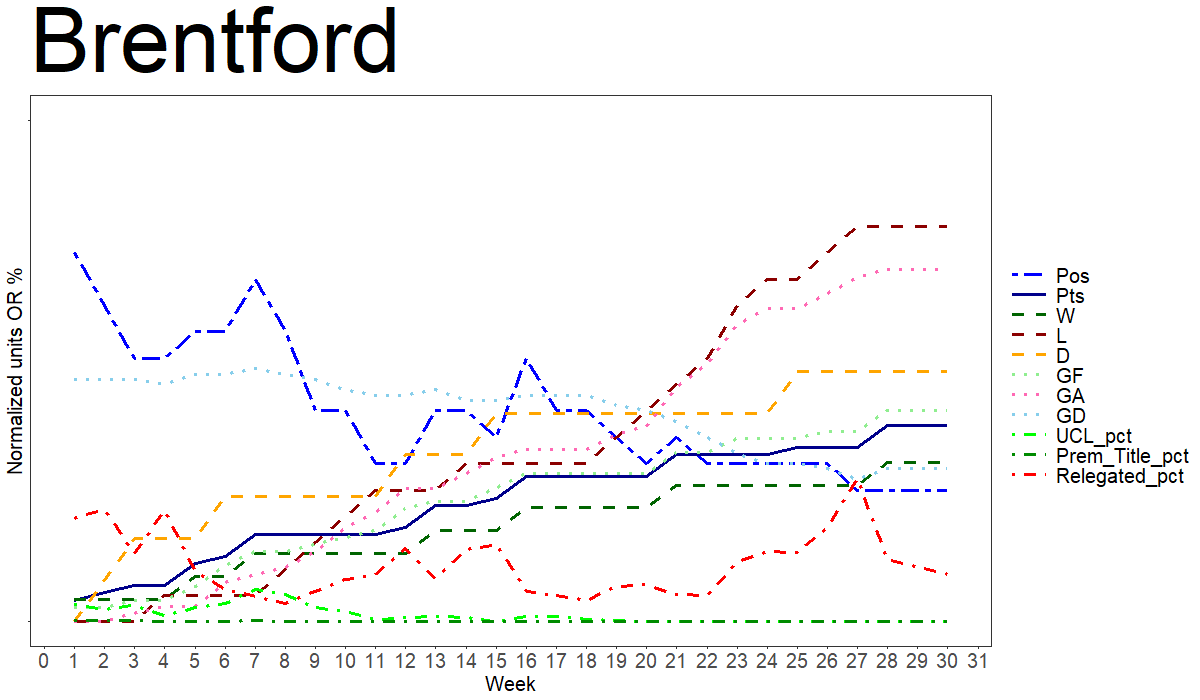 Brentford
Normalized units OR %
Pos
Pts
W
L
D
GF
GA
GD
UCL_pct
Prem_Title_pct
Relegated_pct
0 1 2 3 4 5 6 7 8 9 10 11 12 13 14 15 16 17 18 19 20 21 22 23 24 25 26 27 28 29 30 31
Week